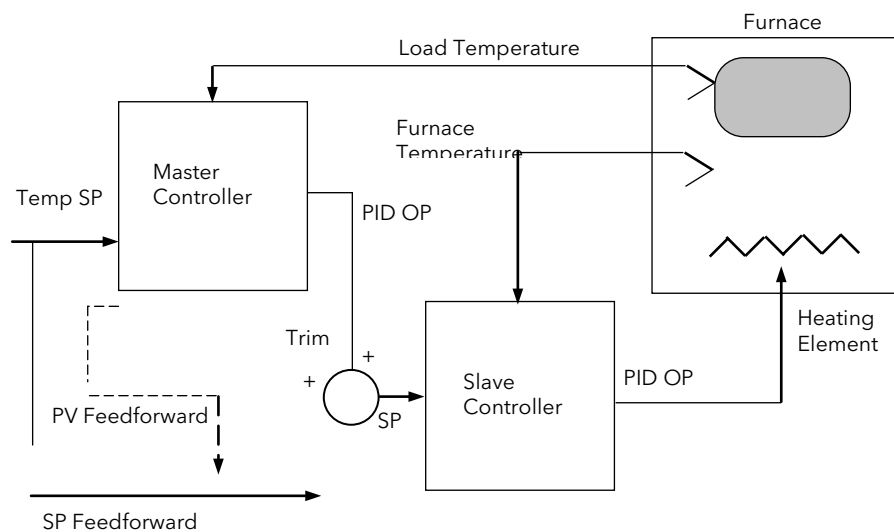 Furnace
Load Temperature
Furnace
Temperature
Master
Controller
Temp SP
PID OP
Heating
Element
Trim
+
+
Slave
Controller
PID OP
SP
PV Feedforward
SP Feedforward